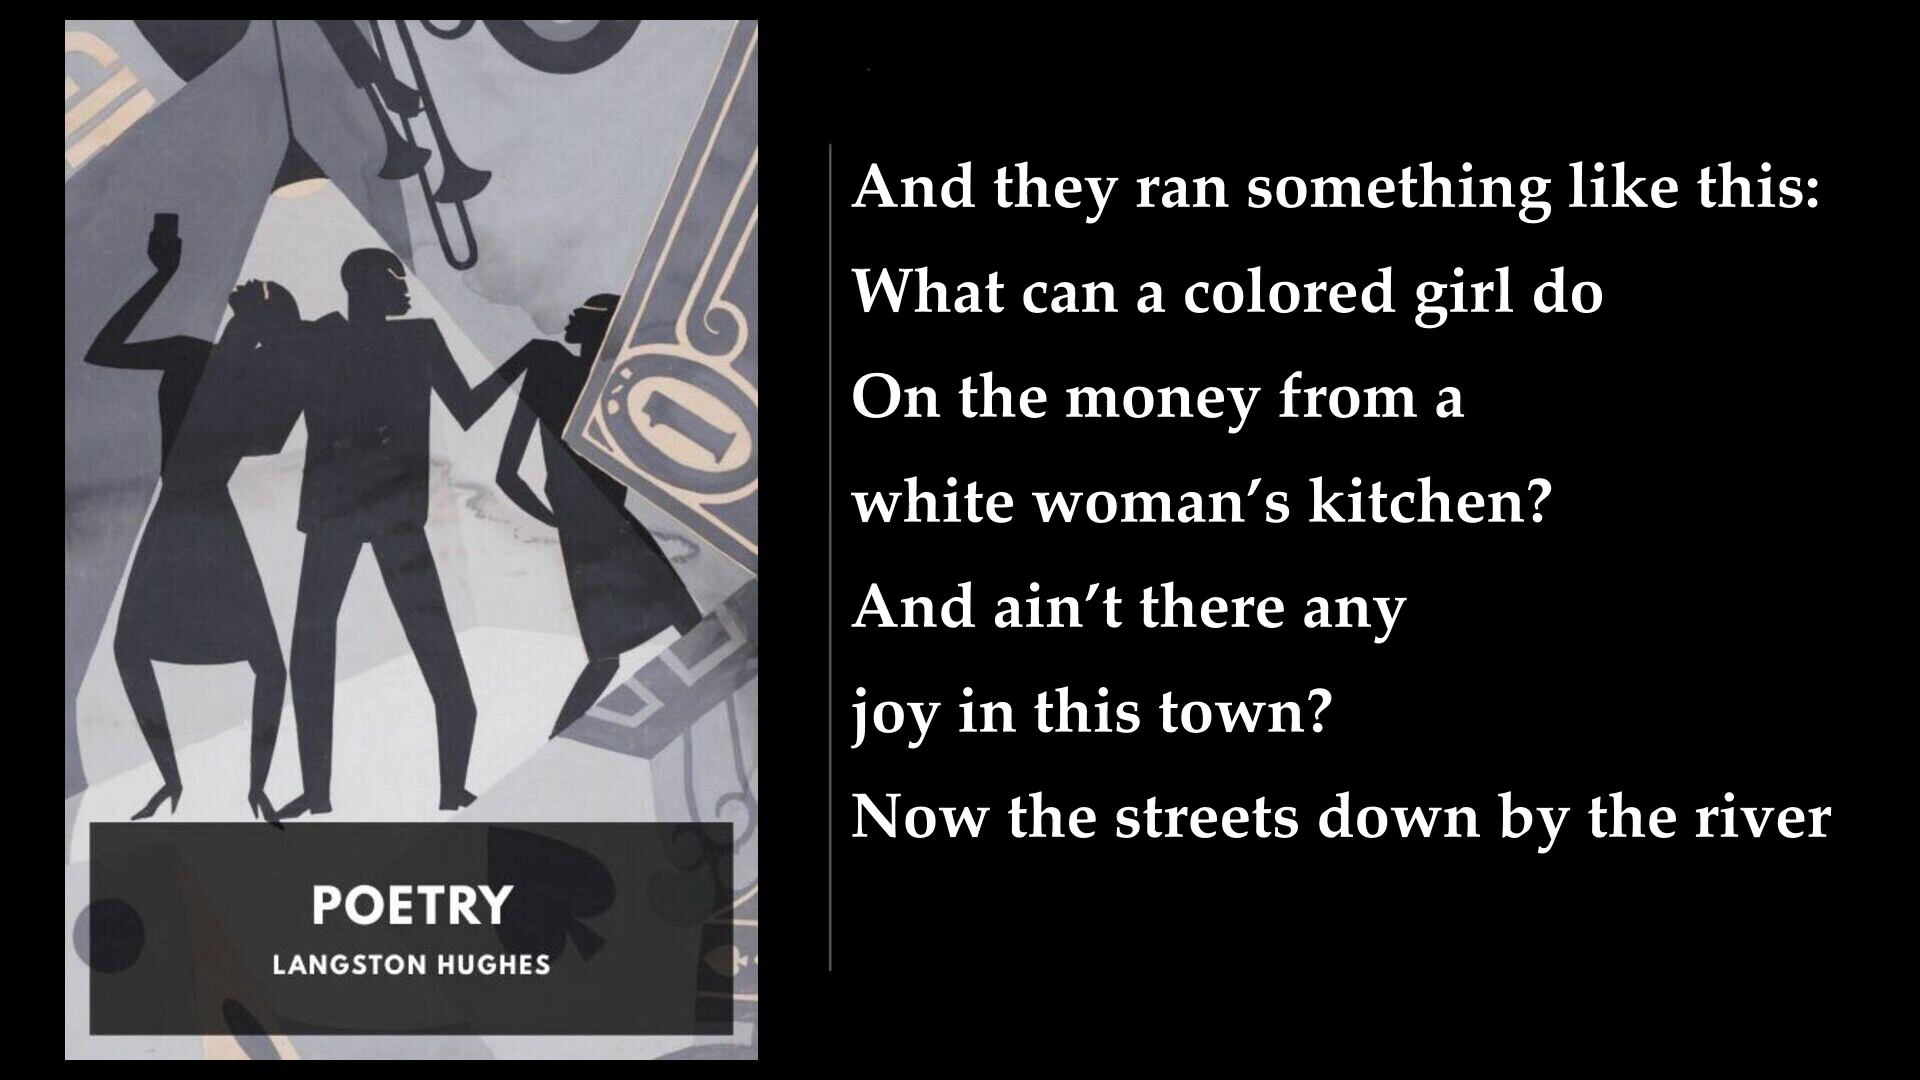 And they ran something like this:
What can a colored girl do
On the money from a
white woman’s kitchen?
And ain’t there any
joy in this town?
Now the streets down by the river
1
POETRY
LANGSTON HUGHES